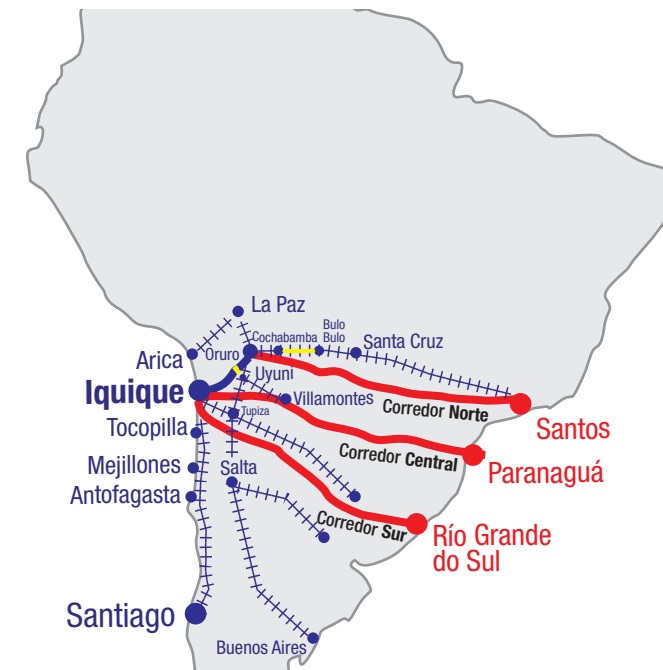 La Paz
Bulo
Bulo
Cochabamba
Santa Cruz
Arica
Oruro
Uyuni
Iquique
Villamontes
Corredor Norte
Tupiza
Santos
Tocopilla
Corredor Central
Mejillones
Salta
Paranaguá
Antofagasta
Corredor Sur
Río Grande
do Sul
Santiago
Buenos Aires